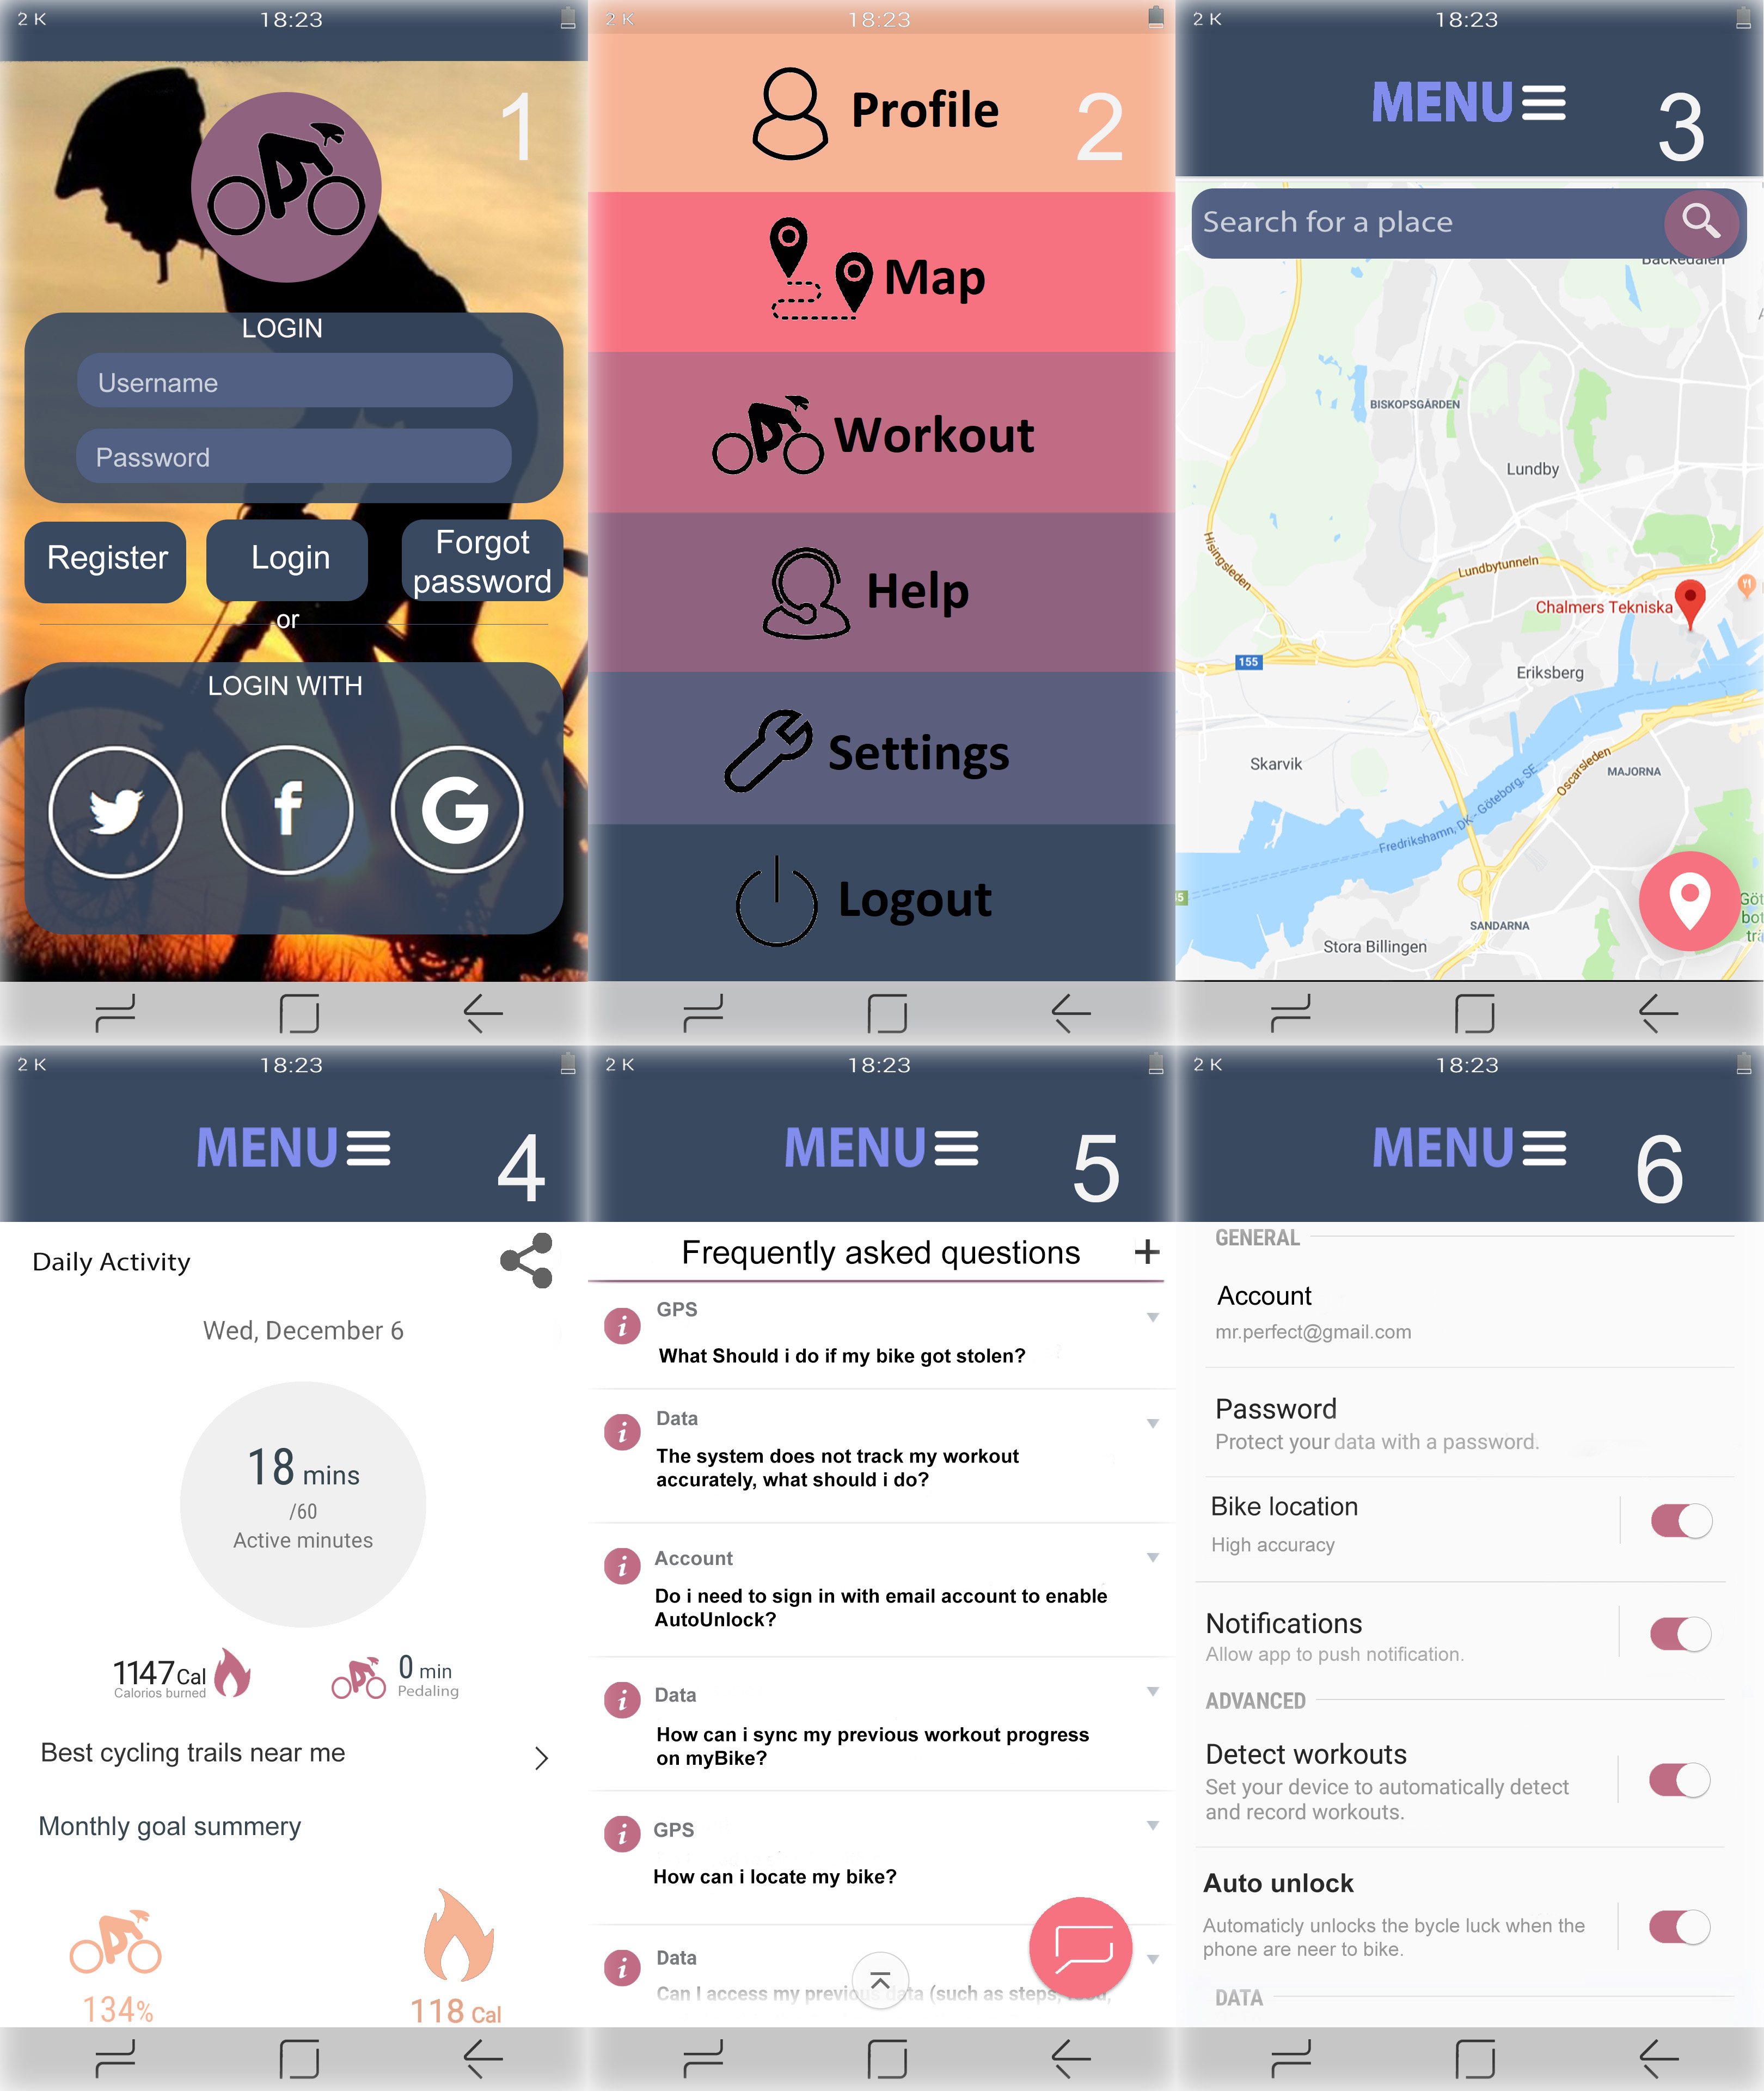 2 K 18:23
1
LOGIN
Username
Password
Register
Login
Forgot
password
or
LOGIN WITH
f
G
2 K 18:23
2
Profile
Map
Workout
Help
Settings
Logout
2 K 18:23
MENU
3
Search for a place
Backedalen
BISKOPSGÅRDEN
Lundby
Hisingsleden
Lundbytunneln
Chalmers Tekniska
155
Eriksberg
Skarvik
Oscarsleden
MAJORNA
Fredrikshamn, DK - Göteborg, SE
Göt
bot
SANDARNA
Stora Billingen
2 K 18:23
MENU
4
Daily Activity
Wed, December 6
18 mins
/60
Active minutes
1147 Cal
Calorios burned
0 min
Pedaling
Best cycling trails near me
Monthly goal summery
134%
118 Cal
2 K 18:23
MENU
5
Frequently asked questions +
GPS
What Should i do if my bike got stolen?
Data
The system does not track my workout
accurately, what should i do?
Account
Do i need to sign in with email account to enable
AutoUnlock?
Data
How can i sync my previous workout progress
on myBike?
GPS
How can i locate my bike?
Data
Can I access my previous data (such as steps,
2 K 18:23
MENU
6
GENERAL
Account
mr.perfect@gmail.com
Password
Protect your data with a password.
Bike location
High accuracy
Notifications
Allow app to push notification.
ADVANCED
Detect workouts
Set your device to automatically detect
and record workouts.
Auto unlock
Automaticly unlocks the bycle luck when the
phone are neer to bike.
DATA